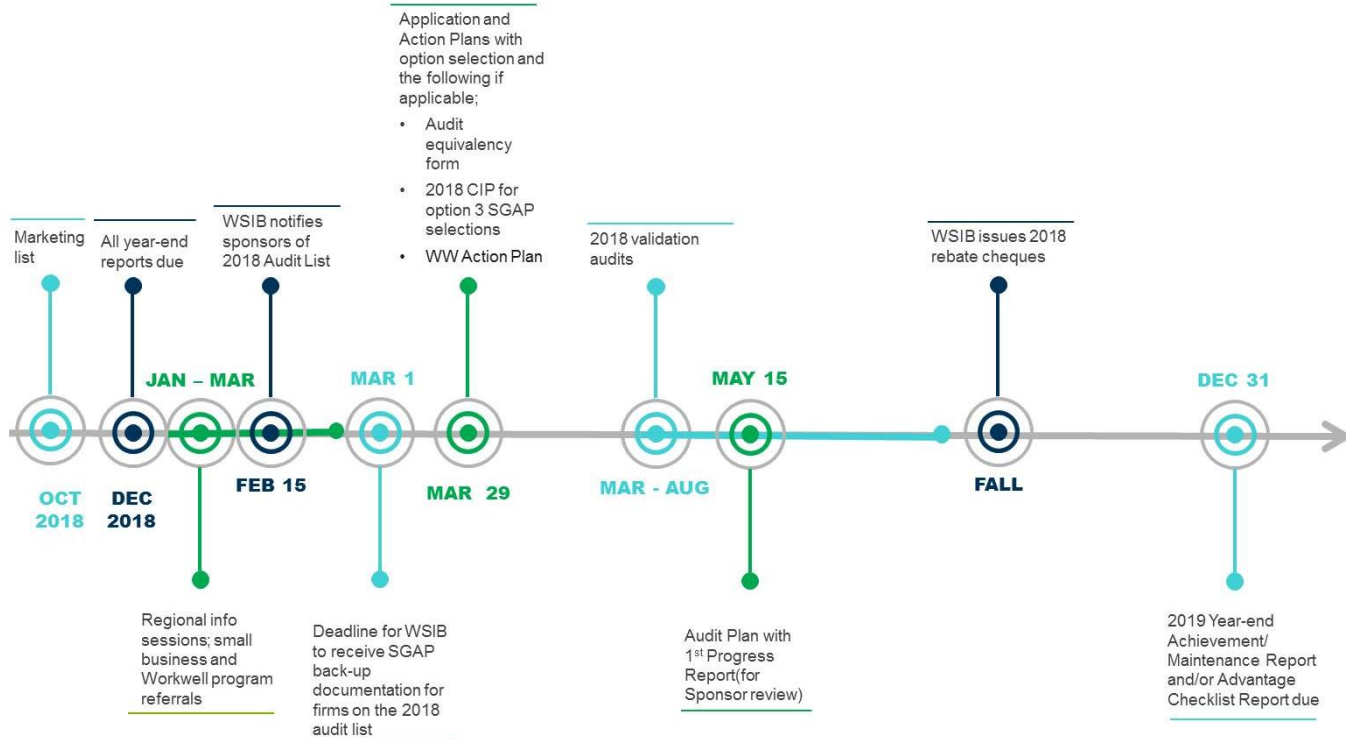 Application and
Action Plans with
option selection and
the following if
applicable;
• Audit
equivalency
form
• 2018 CIP for
option 3 SGAP
selections
• WW Action Plan
Marketing
list
All year-end
reports due
WSIB notifies
sponsors of
2018 Audit List
2018 validation
audits
WSIB issues 2018
rebate cheques
JAN – MAR
MAR 1
MAY 15
DEC 31
OCT
2018
DEC
2018
FEB 15
MAR 29
MAR - AUG
FALL
Regional info
sessions; small
business and
Workwell program
referrals
Deadline for WSIB
to receive SGAP
back-up
documentation for
firms on the 2018
audit list
Audit Plan with
1st Progress
Report(for
Sponsor review)
2019 Year-end
Achievement/
Maintenance Report
and/or Advantage
Checklist Report due